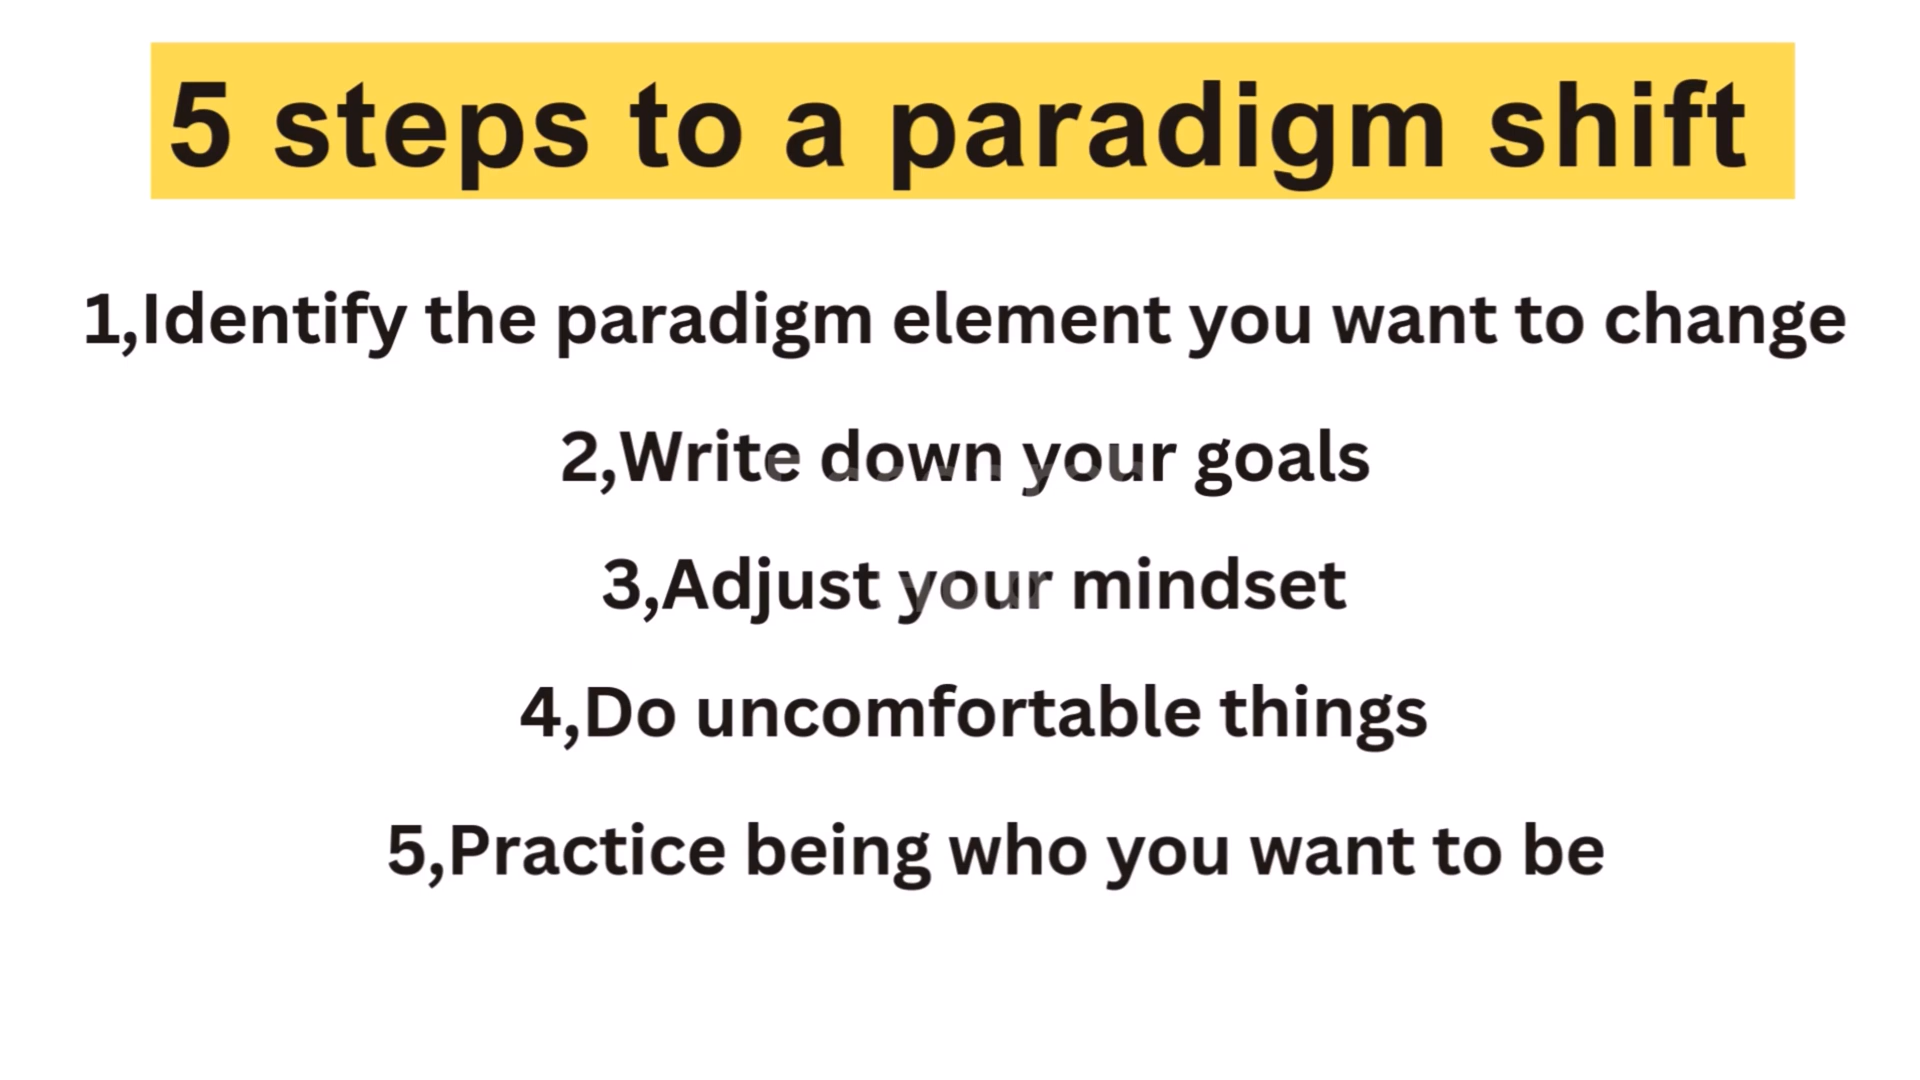 5 steps to a paradigm shift
1,Identify the paradigm element you want to change
2,Write down your goals
3,Adjust your mindset
4,Do uncomfortable things
5,Practice being who you want to be